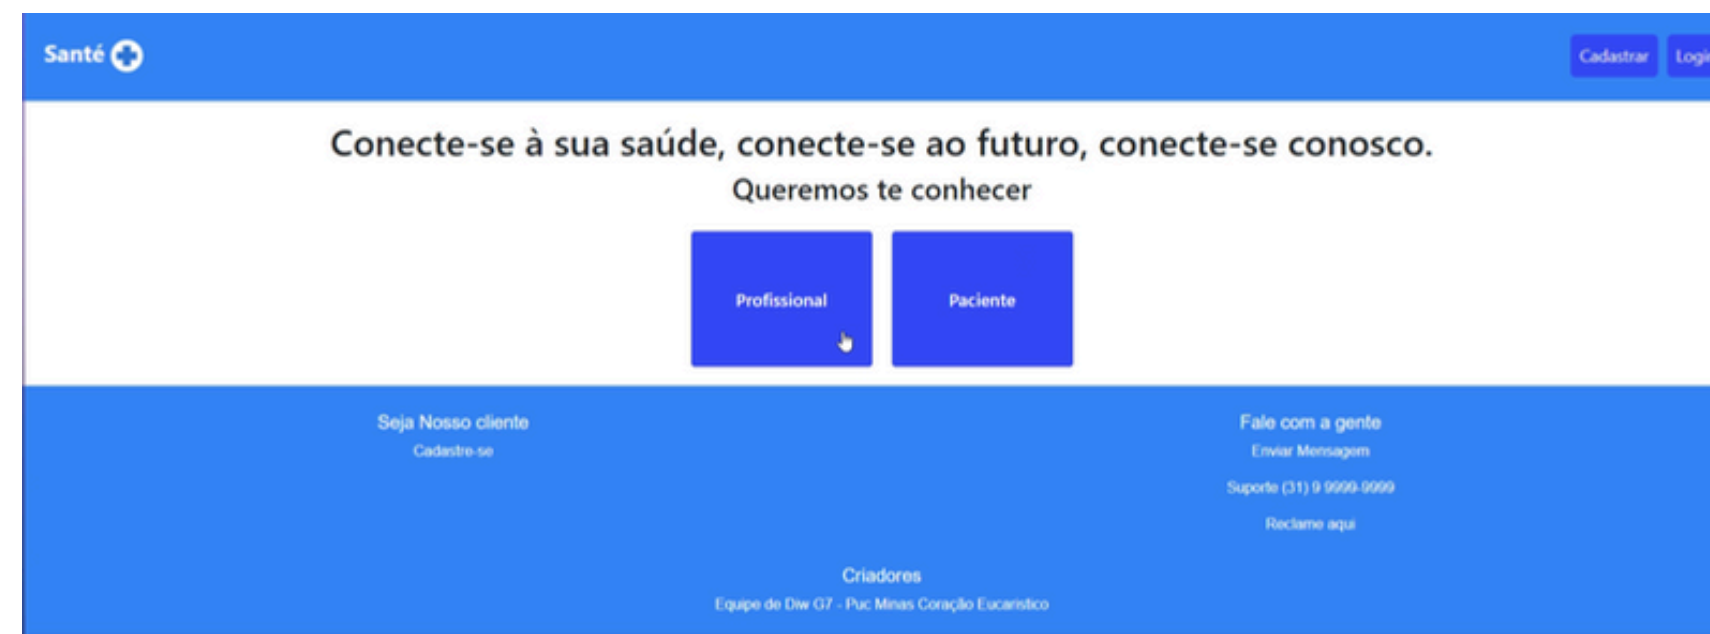 Santé
Cadastrar Login
Conecte-se à sua saúde, conecte-se ao futuro, conecte-se conosco.
Queremos te conhecer
Profissional Paciente
Seja Nosso cliente
Cadastre-se
Fale com a gente
Enviar Mensagem
Suporte (31) 9 9999-9999
Reclame aqui
Criadores
Equipe de Diw G7 - Puc Minas Coração Eucarístico